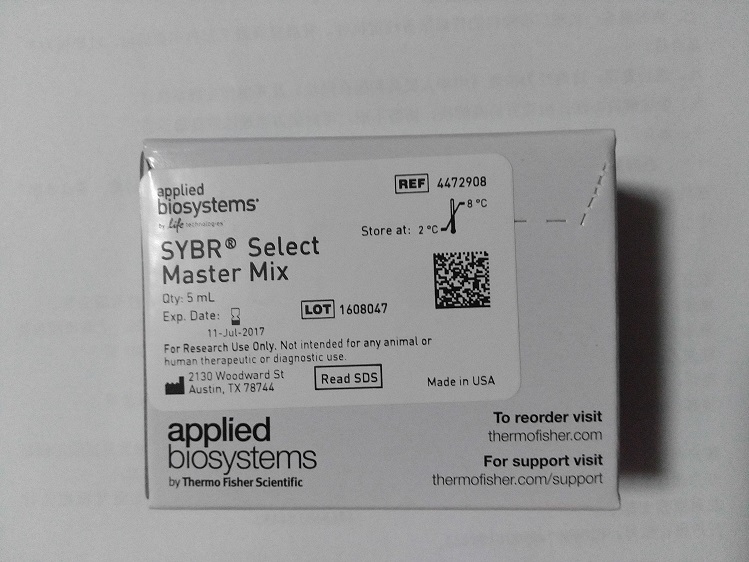 applied
biosystems
by Life technologies
REF 4472908
8 °C
Store at: 2 °C
SYBR® Select
Master Mix
Qty: 5 mL
Exp. Date:
11-Jul-2017
LOT 1608047
For Research Use Only. Not intended for any animal or
human therapeutic or diagnostic use.
2130 Woodward St
Austin, TX 78744
Read SDS
Made in USA
applied
biosystems
by Thermo Fisher Scientific
To reorder visit
thermofisher.com
For support visit
thermofisher.com/support